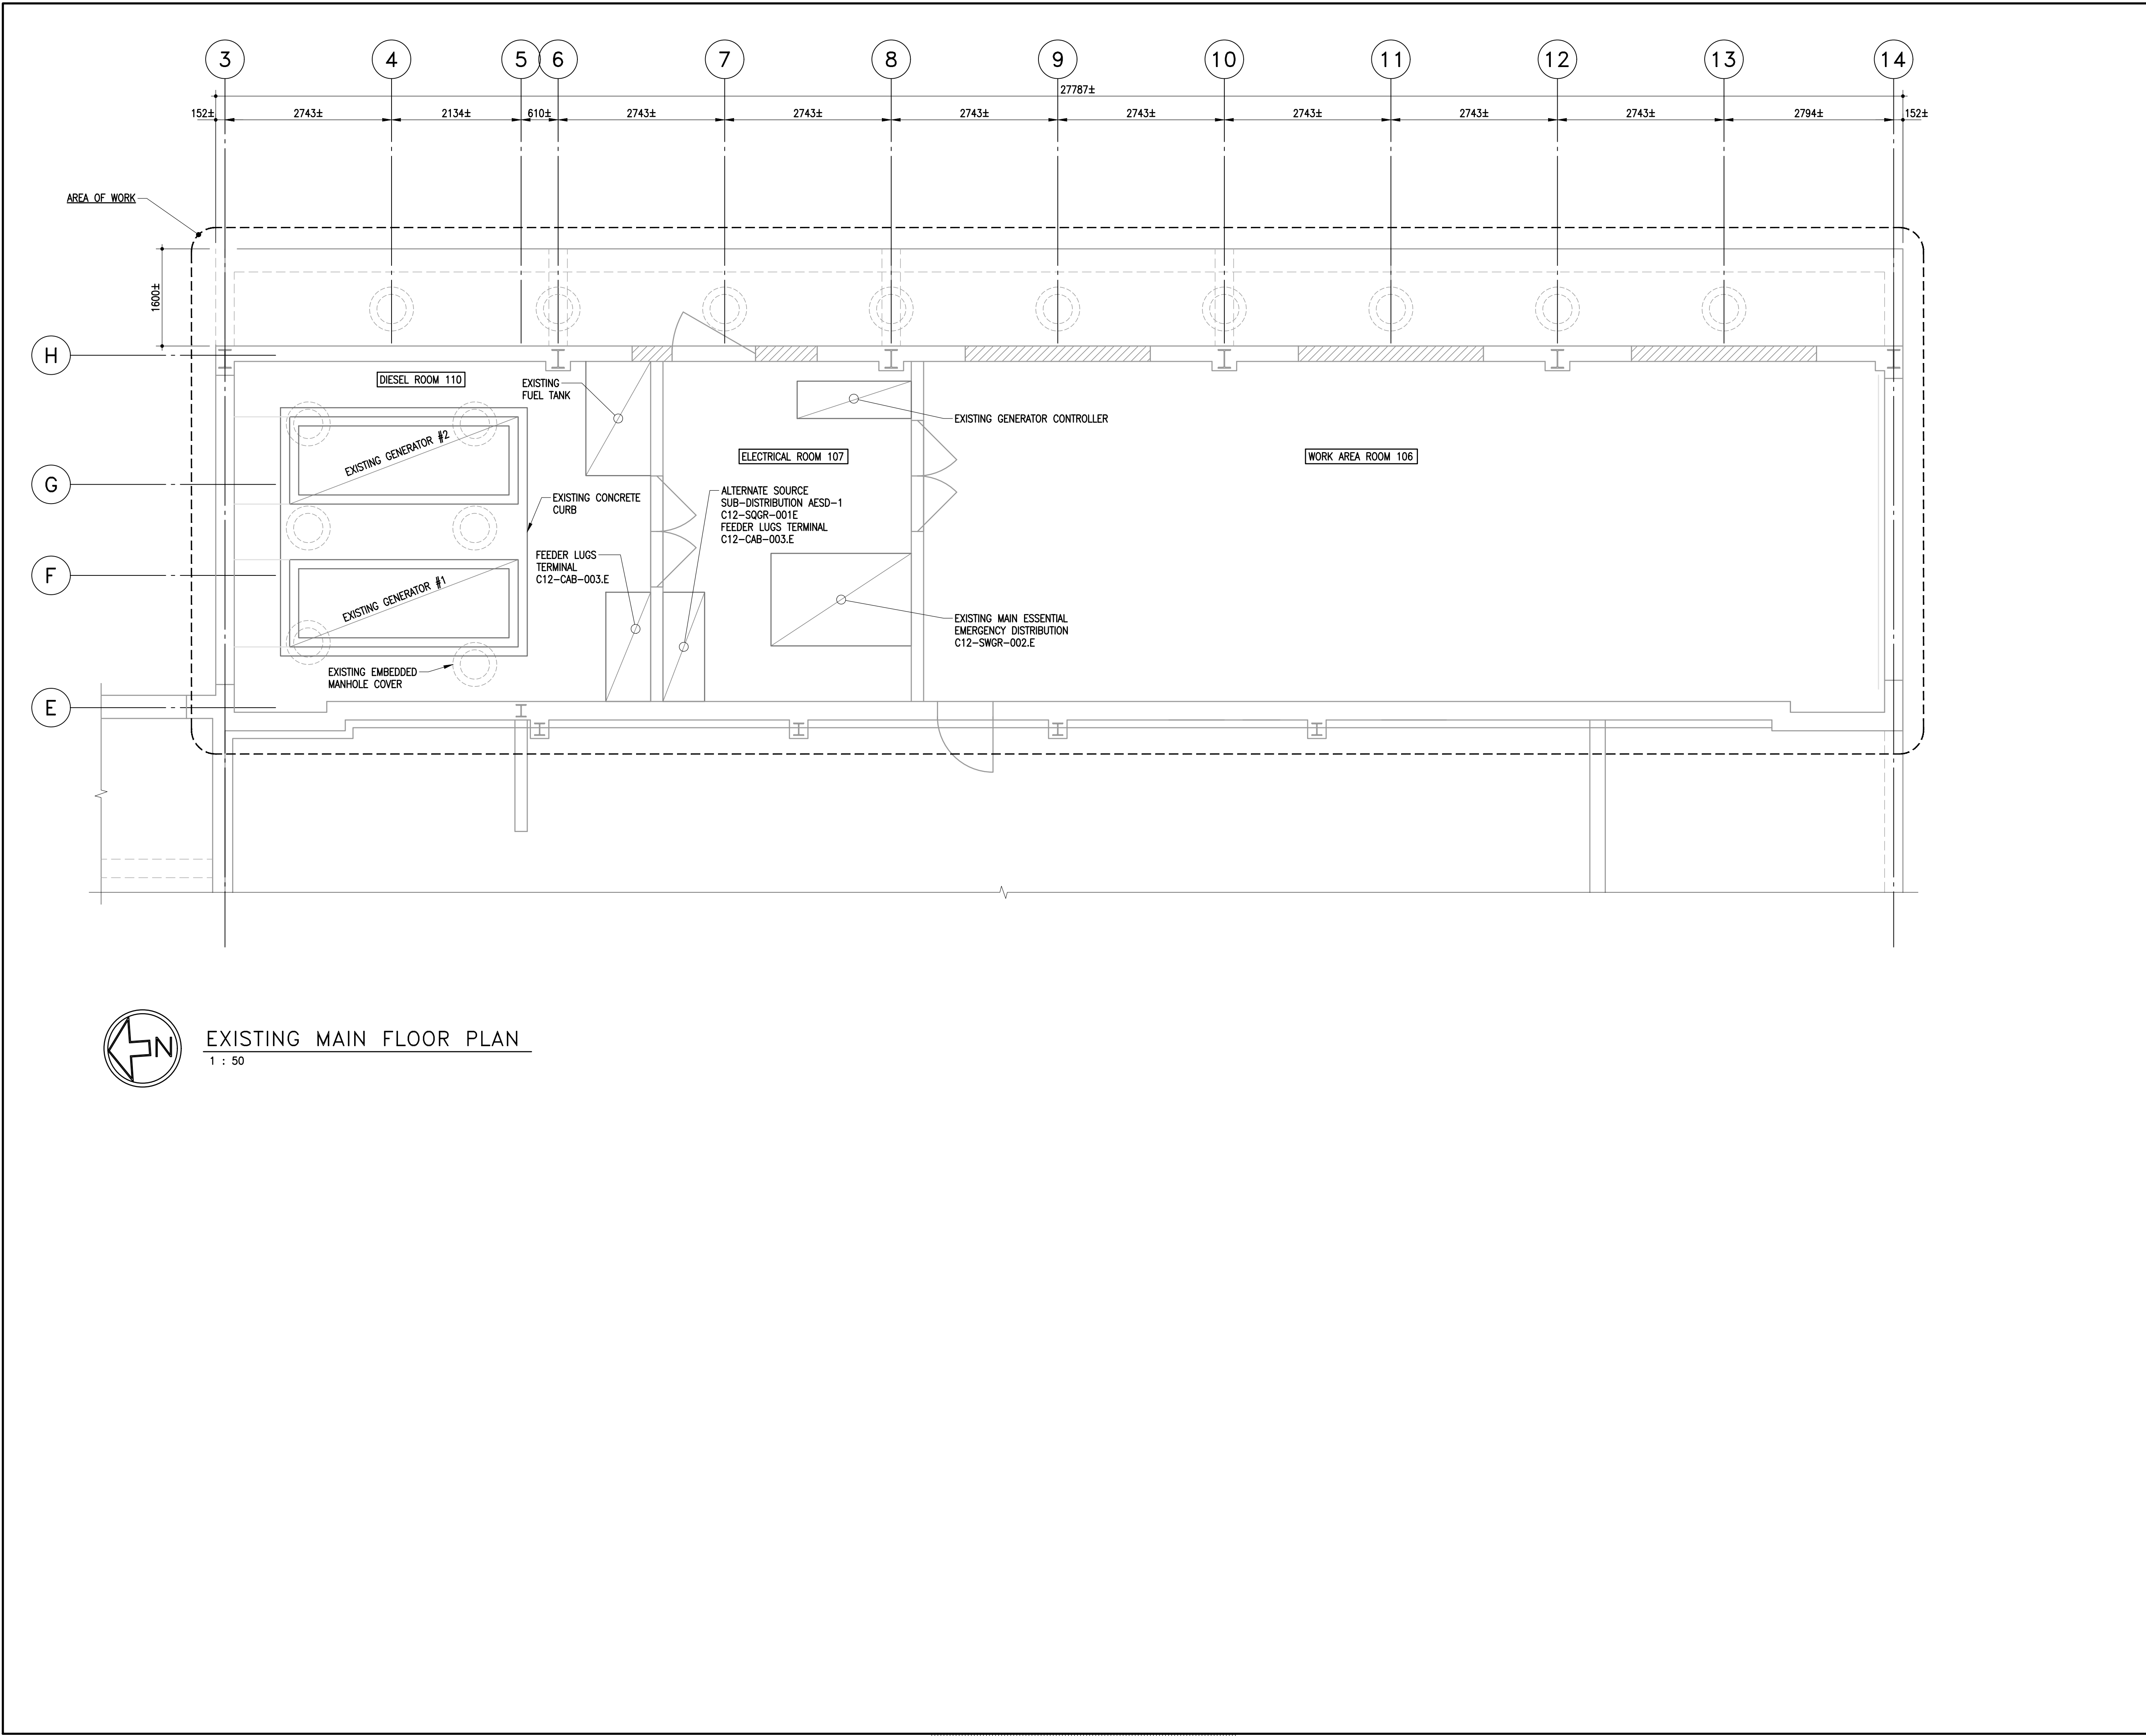 3 4 5 6 7 8 9 10 11 12 13 14
27787±
152± 2743± 2134± 610± 2743± 2743± 2743± 2743± 2743± 2743± 2743± 2794± 152±
AREA OF WORK
1600±
H
G
F
E
DIESEL ROOM 110
EXISTING
FUEL TANK
EXISTING GENERATOR #2
EXISTING GENERATOR CONTROLLER
ELECTRICAL ROOM 107
WORK AREA ROOM 106
EXISTING CONCRETE
CURB
ALTERNATE SOURCE
SUB-DISTRIBUTION AESD-1
C12-SQGR-001E
FEEDER LUGS TERMINAL
C12-CAB-003.E
FEEDER LUGS
TERMINAL
C12-CAB-003.E
EXISTING GENERATOR #1
EXISTING MAIN ESSENTIAL
EMERGENCY DISTRIBUTION
C12-SWGR-002.E
EXISTING EMBEDDED
MANHOLE COVER
N
EXISTING MAIN FLOOR PLAN
1 : 50